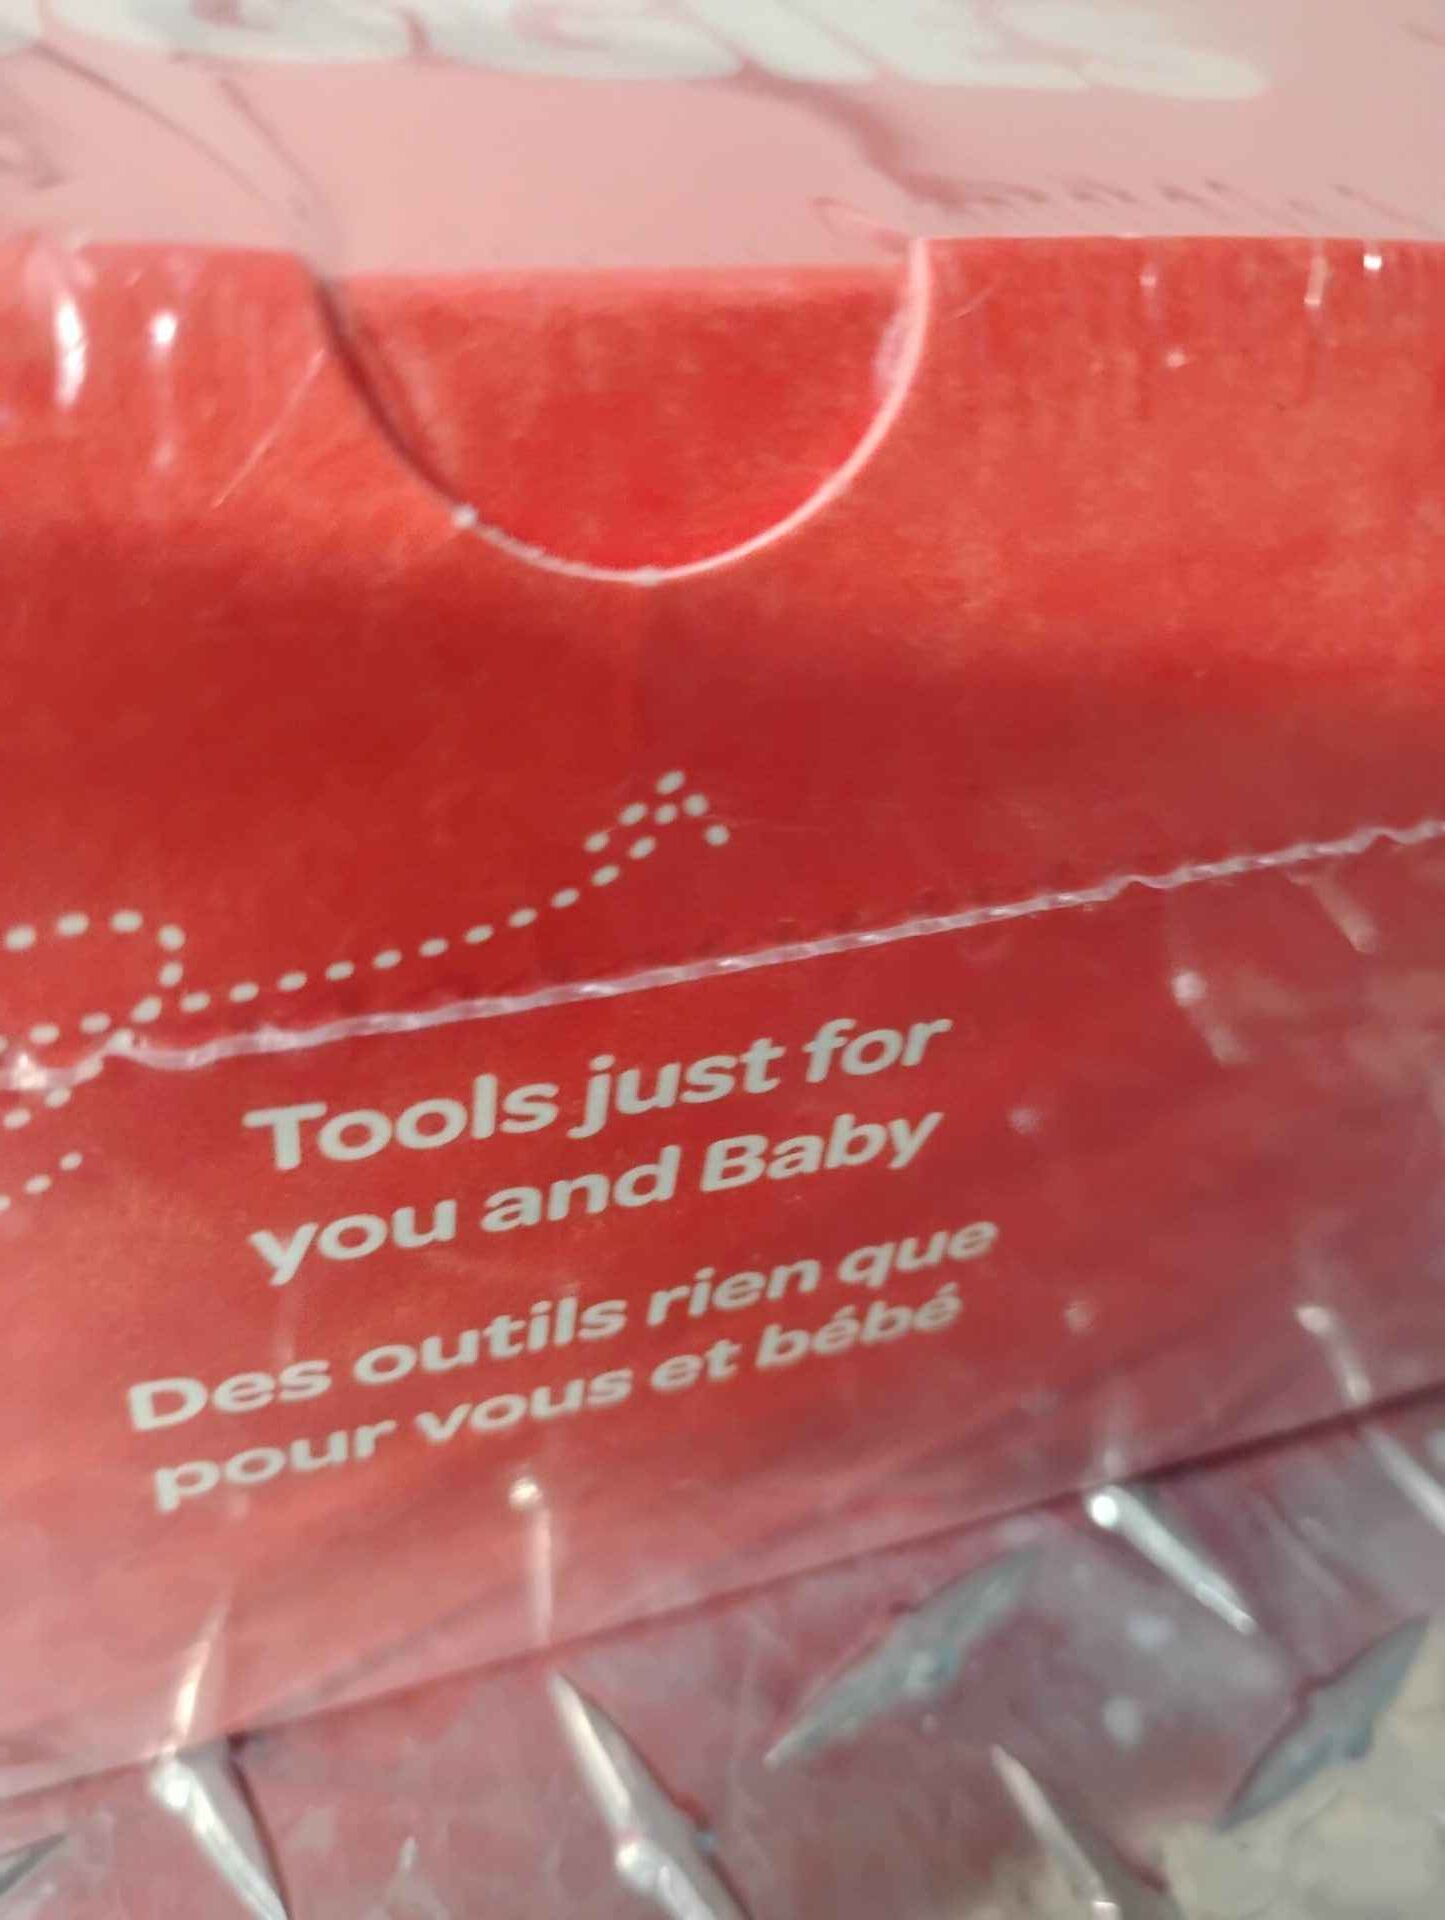 Tools just for
you and Baby
Des outils rien que
pour vous et bébé